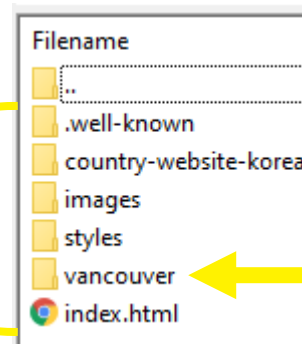 Filename
..
.well-known
country-website-korea
images
styles
vancouver
index.html